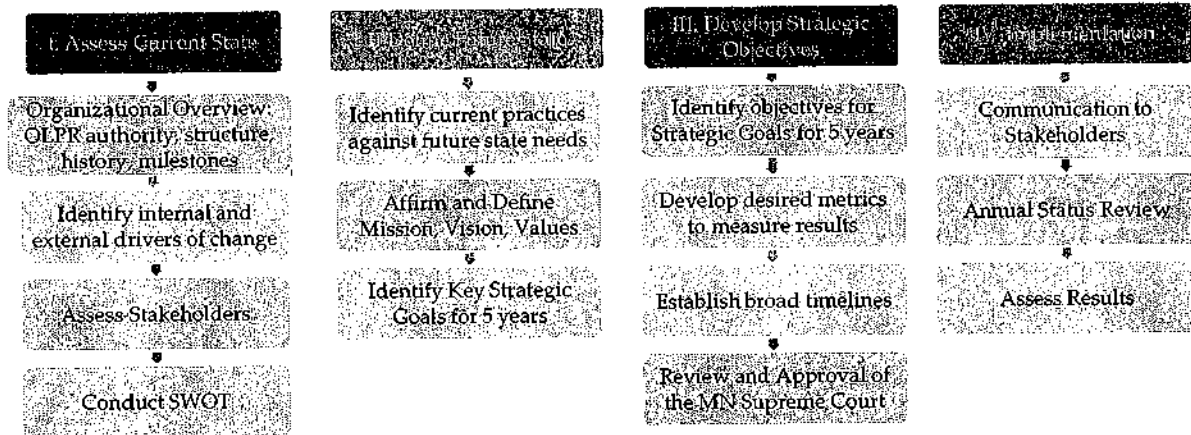 I. Assess Current State
Organizational Overview:
OLPR authority, structure,
history, milestones
Identify internal and
external drivers of change
Assess Stakeholders
Conduct SWOT
Identify current practices
against future state needs
Affirm and Define
Mission, Vision, Values
Identify Key Strategic
Goals for 5 years
III. Develop Strategic
Objectives
Identify objectives for
Strategic Goals for 5 years
Develop desired metrics
to measure results
Establish broad timelines
Review and Approval of
the MN Supreme Court
IV. Implementation
Communication to
Stakeholders
Annual Status Review
Assess Results